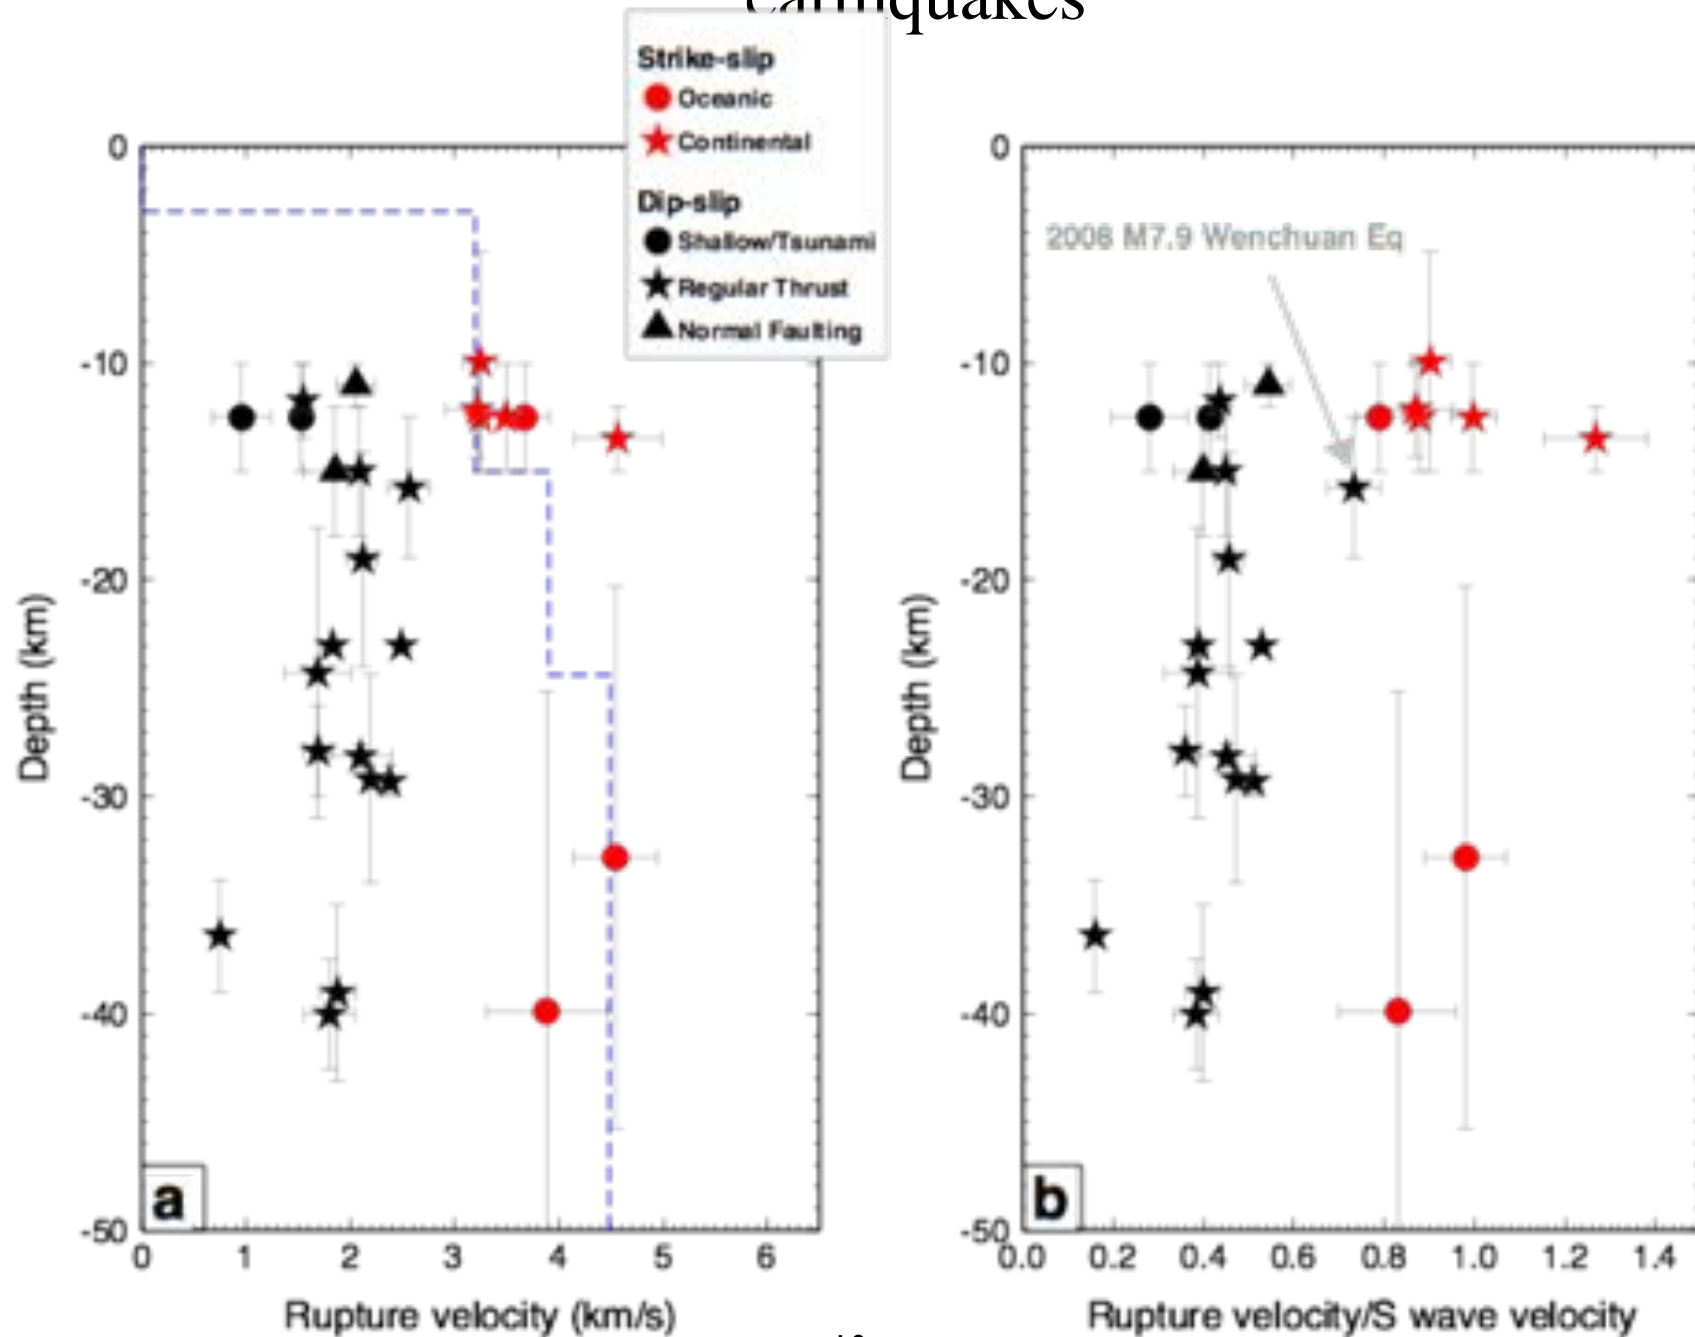 earthquakes
Strike-slip
Oceanic
Continental
Dip-slip
Shallow/Tsunami
Regular Thrust
Normal Faulting
0
-10
-20
-30
-40
-50
Depth (km)
a
0 1 2 3 4 5 6
Rupture velocity (km/s)
0
-10
-20
-30
-40
-50
Depth (km)
2008 M7.9 Wenchuan Eq
b
0.0 0.2 0.4 0.6 0.8 1.0 1.2 1.4
Rupture velocity/S wave velocity